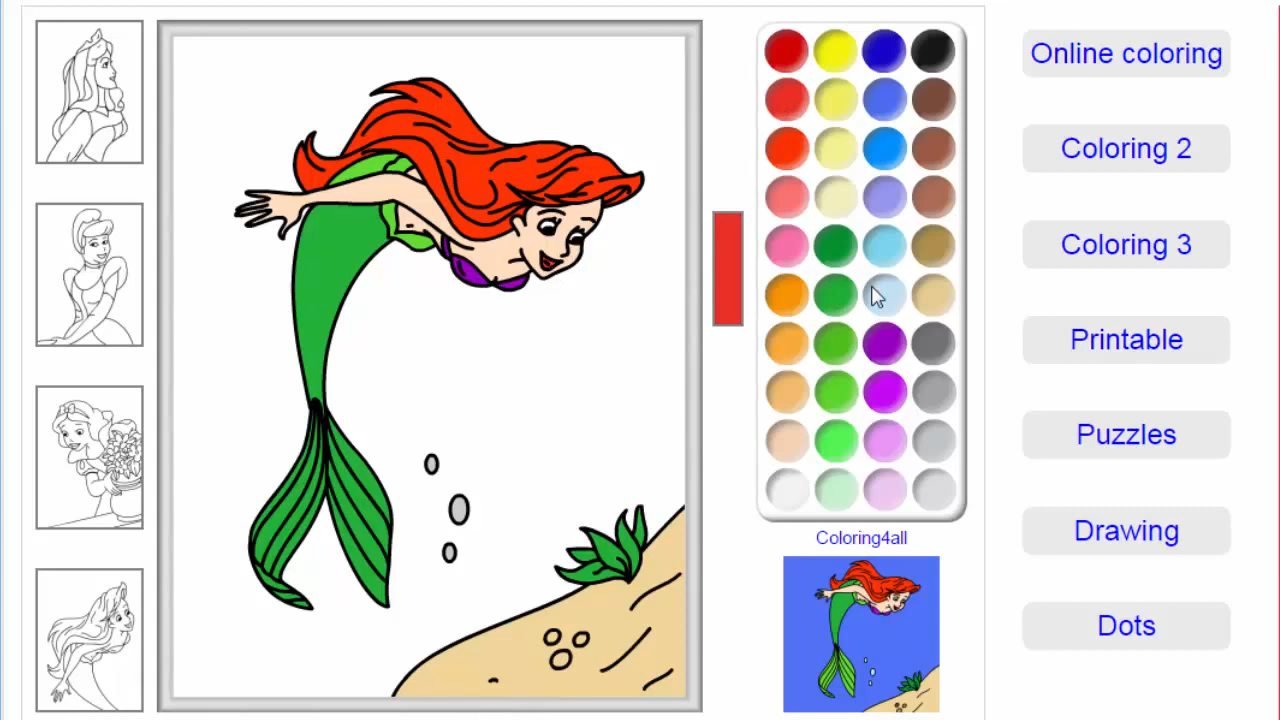 Online coloring
Coloring 2
Coloring 3
Printable
Puzzles
Drawing
Dots
Coloring4all